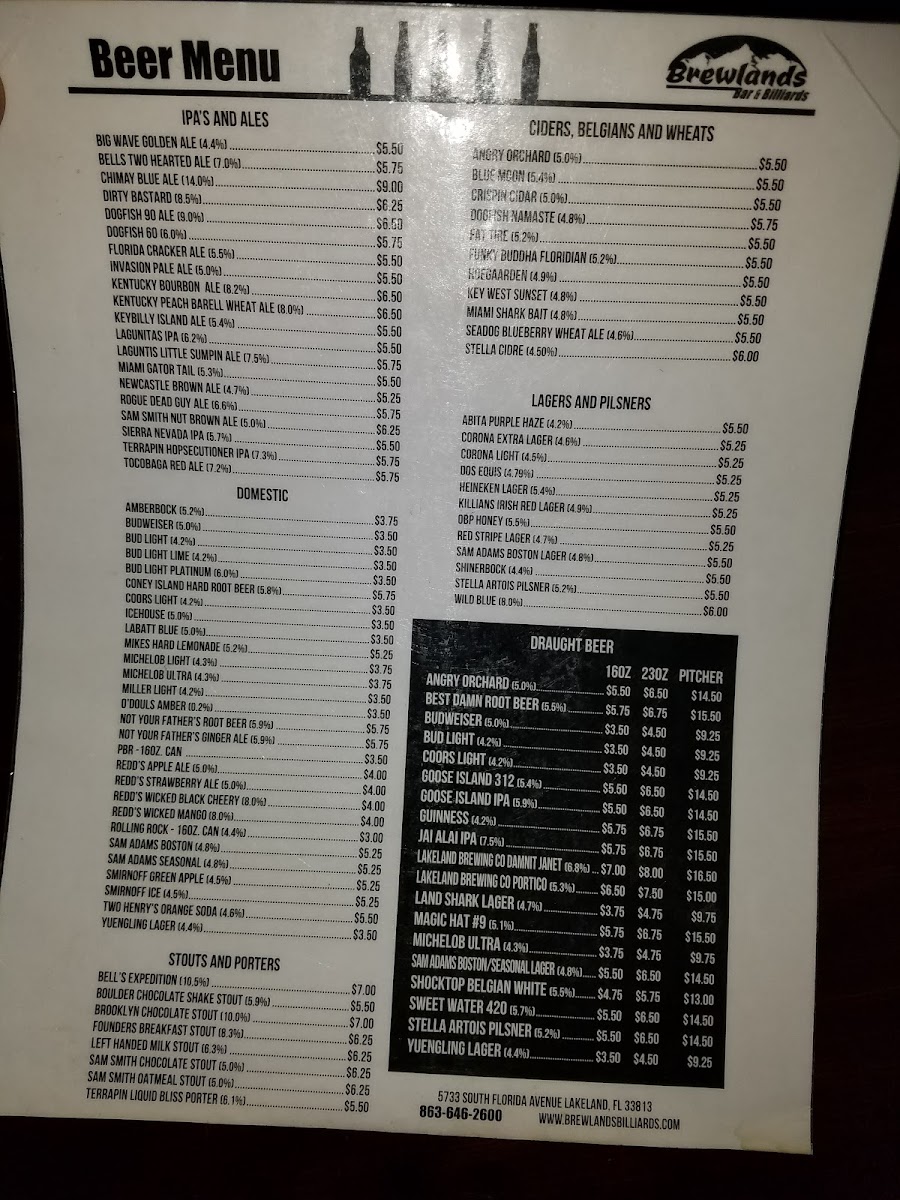 Beer Menu
Brewlands
Bar & Billiards
IPA'S AND ALES
BIG WAVE GOLDEN ALE (4.4%) $5.50
BELLS TWO HEARTED ALE (7.0%) $5.75
CHIMAY BLUE ALE (14.0%) $9.00
DIRTY BASTARD (8.5%) $6.25
DOGFISH 90 ALE (9.0%) $6.50
DOGFISH 60 (6.0%) $5.75
FLORIDA CRACKER ALE (5.5%) $5.50
INVASION PALE ALE (5.0%) $5.50
KENTUCKY BOURBON ALE (8.2%) $6.50
KENTUCKY PEACH BARELL WHEAT ALE (8.0%) $6.50
KEYBILLY ISLAND ALE (5.4%) $5.50
LAGUNITAS IPA (6.2%) $5.50
LAGUNTIS LITTLE SUMPIN ALE (7.5%) $5.75
MIAMI GATOR TAIL (5.3%) $5.50
NEWCASTLE BROWN ALE (4.7%) $5.25
ROGUE DEAD GUY ALE (6.6%) $5.75
SAM SMITH NUT BROWN ALE (5.0%) $6.25
SIERRA NEVADA IPA (5.7%) $5.50
TERRAPIN HOPSECUTIONER IPA (7.3%) $5.75
TOCOBAGA RED ALE (7.2%) $5.75
DOMESTIC
AMBERBOCK (5.2%) $3.75
BUDWEISER (5.0%) $3.50
BUD LIGHT (4.2%) $3.50
BUD LIGHT LIME (4.2%) $3.50
BUD LIGHT PLATINUM (6.0%) $3.50
CONEY ISLAND HARD ROOT BEER (5.8%) $5.75
COORS LIGHT (4.2%) $3.50
ICEHOUSE (5.0%) $3.50
LABATT BLUE (5.0%) $3.50
MIKES HARD LEMONADE (5.2%) $5.25
MICHELOB LIGHT (4.3%) $3.75
MICHELOB ULTRA (4.3%) $3.75
MILLER LIGHT (4.2%) $3.50
O'DOULS AMBER (0.2%) $3.50
NOT YOUR FATHER'S ROOT BEER (5.9%) $5.75
NOT YOUR FATHER'S GINGER ALE (5.9%) $5.75
PBR - 16OZ. CAN $3.50
REDD'S APPLE ALE (5.0%) $4.00
REDD'S STRAWBERRY ALE (5.0%) $4.00
REDD'S WICKED BLACK CHEERY (8.0%) $4.00
REDD'S WICKED MANGO (8.0%) $4.00
ROLLING ROCK - 16OZ. CAN (4.4%) $3.00
SAM ADAMS BOSTON (4.8%) $5.25
SAM ADAMS SEASONAL (4.8%) $5.25
SMIRNOFF GREEN APPLE (4.5%) $5.25
SMIRNOFF ICE (4.5%) $5.25
TWO HENRY'S ORANGE SODA (4.6%) $5.50
YUENGLING LAGER (4.4%) $3.50
STOUTS AND PORTERS
BELL'S EXPEDITION (10.5%) $7.00
BOULDER CHOCOLATE SHAKE STOUT (5.9%) $5.50
BROOKLYN CHOCOLATE STOUT (10.0%) $7.00
FOUNDERS BREAKFAST STOUT (8.3%) $6.25
LEFT HANDED MILK STOUT (6.3%) $6.25
SAM SMITH CHOCOLATE STOUT (5.0%) $6.25
SAM SMITH OATMEAL STOUT (5.0%) $6.25
TERRAPIN LIQUID BLISS PORTER (6.1%) $5.50
CIDERS, BELGIANS AND WHEATS
ANGRY ORCHARD (5.0%) $5.50
BLUE MOON (5.4%) $5.50
CRISPIN CIDAR (5.0%) $5.50
DOGFISH NAMASTE (4.8%) $5.75
FAT TIRE (5.2%) $5.50
FUNKY BUDDHA FLORIDIAN (5.2%) $5.50
HOEGAARDEN (4.9%) $5.50
KEY WEST SUNSET (4.8%) $5.50
MIAMI SHARK BAIT (4.8%) $5.50
SEADOG BLUEBERRY WHEAT ALE (4.6%) $5.50
STELLA CIDRE (4.50%) $6.00
LAGERS AND PILSNERS
ABITA PURPLE HAZE (4.2%) $5.50
CORONA EXTRA LAGER (4.6%) $5.25
CORONA LIGHT (4.5%) $5.25
DOS EQUIS (4.79%) $5.25
HEINEKEN LAGER (5.4%) $5.25
KILLIANS IRISH RED LAGER (4.9%) $5.25
OBP HONEY (5.5%) $5.50
RED STRIPE LAGER (4.7%) $5.25
SAM ADAMS BOSTON LAGER (4.8%) $5.50
SHINERBOCK (4.4%) $5.50
STELLA ARTOIS PILSNER (5.2%) $5.50
WILD BLUE (8.0%) $6.00
DRAUGHT BEER
16OZ 23OZ PITCHER
ANGRY ORCHARD (5.0%) $5.50 $6.50 $14.50
BEST DAMN ROOT BEER (5.5%) $5.75 $6.75 $15.50
BUDWEISER (5.0%) $3.50 $4.50 $9.25
BUD LIGHT (4.2%) $3.50 $4.50 $9.25
COORS LIGHT (4.2%) $3.50 $4.50 $9.25
GOOSE ISLAND 312 (5.4%) $5.50 $6.50 $14.50
GOOSE ISLAND IPA (5.9%) $5.50 $6.50 $14.50
GUINNESS (4.2%) $5.75 $6.75 $15.50
JAI ALAI IPA (7.5%) $5.75 $6.75 $15.50
LAKELAND BREWING CO DAMNIT JANET (6.8%) $7.00 $8.00 $16.50
LAKELAND BREWING CO PORTICO (5.3%) $6.50 $7.50 $15.00
LAND SHARK LAGER (4.7%) $3.75 $4.75 $9.75
MAGIC HAT #9 (5.1%) $5.75 $6.75 $15.50
MICHELOB ULTRA (4.3%) $3.75 $4.75 $9.75
SAM ADAMS BOSTON/SEASONAL LAGER (4.8%) $5.50 $6.50 $14.50
SHOCKTOP BELGIAN WHITE (5.5%) $4.75 $5.75 $13.00
SWEET WATER 420 (5.7%) $5.50 $6.50 $14.50
STELLA ARTOIS PILSNER (5.2%) $5.50 $6.50 $14.50
YUENGLING LAGER (4.4%) $3.50 $4.50 $9.25
5733 SOUTH FLORIDA AVENUE LAKELAND, FL 33813
863-646-2600 WWW.BREWLANDSBILLIARDS.COM